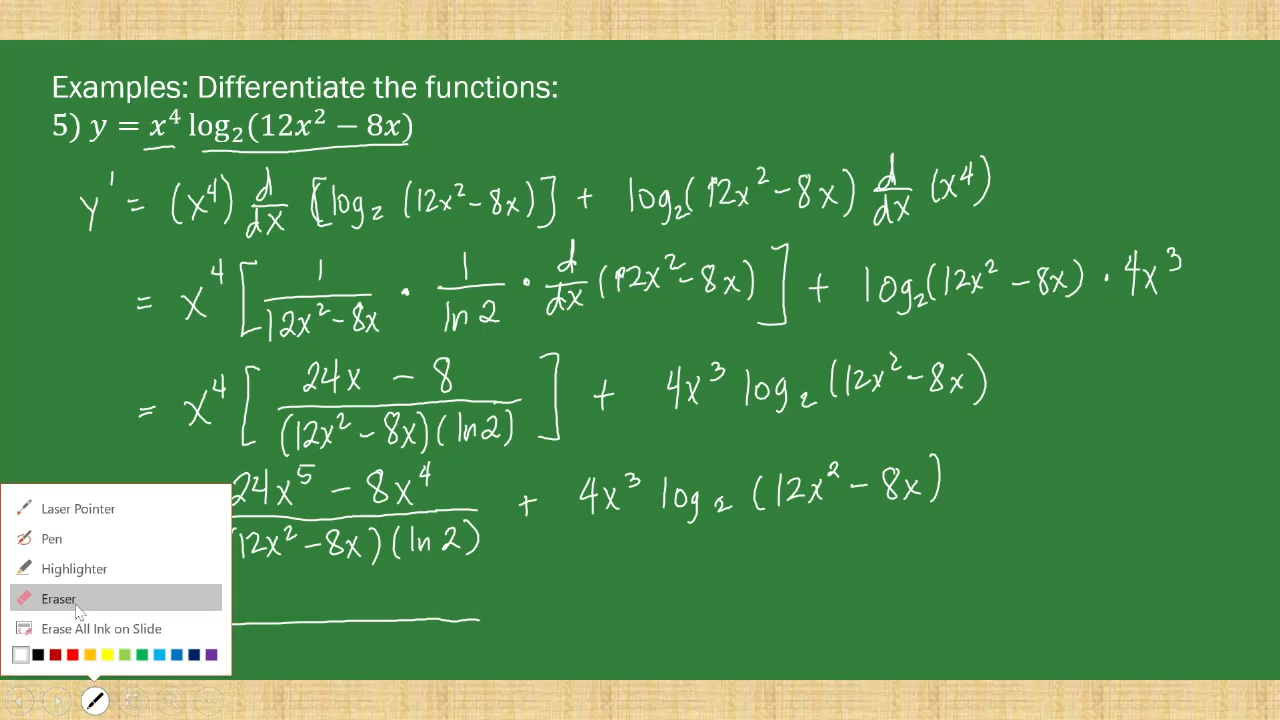 Examples: Differentiate the functions:
5) y = x⁴ log₂(12x² − 8x)
y' = (x⁴) d/dx [log₂ (12x² − 8x)] + log₂(12x² − 8x) d/dx (x⁴)
= x⁴ [ 1/(12x² − 8x) · 1/ln 2 · d/dx (12x² − 8x) ] + log₂(12x² − 8x) · 4x³
= x⁴ [ (24x − 8)/((12x² − 8x)(ln 2)) ] + 4x³ log₂ (12x² − 8x)
(24x⁵ − 8x⁴)/((12x² − 8x)(ln 2)) + 4x³ log₂ (12x² − 8x)
Laser Pointer
Pen
Highlighter
Eraser
Erase All Ink on Slide